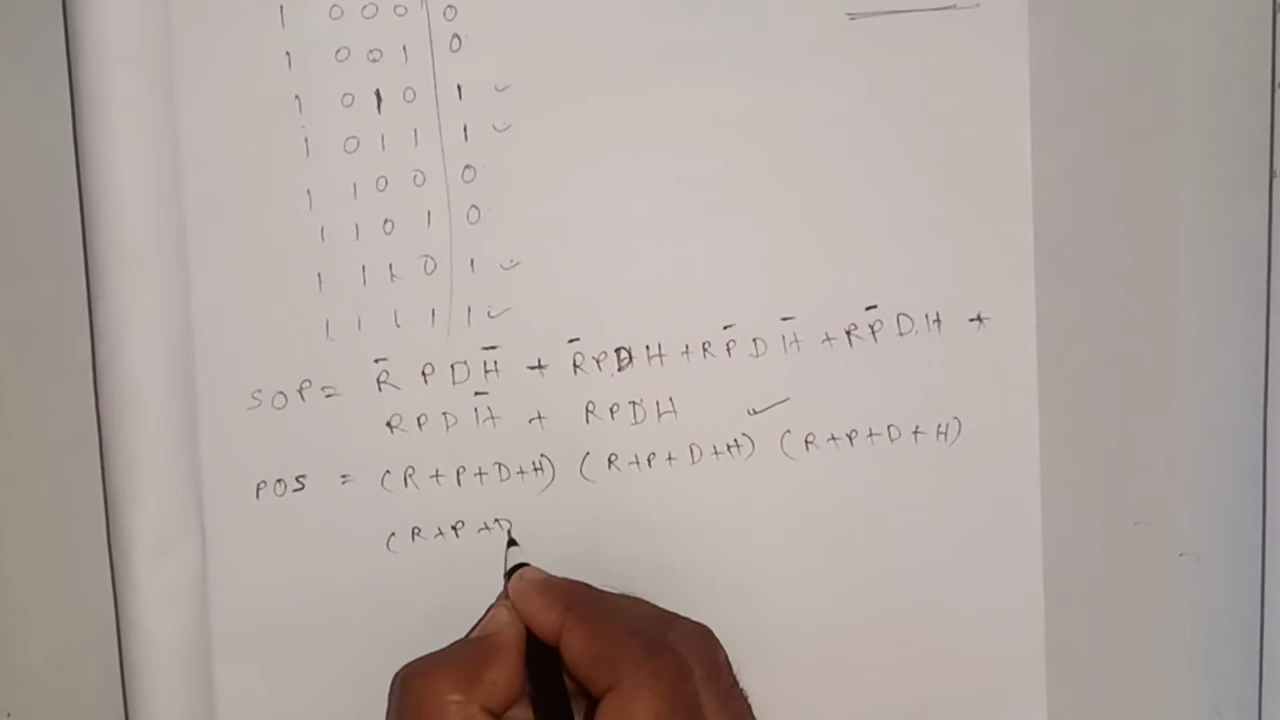 1 0 0 0 0
1 0 0 1 0
1 0 1 0 1 ✓
1 0 1 1 1 ✓
1 1 0 0 0
1 1 0 1 0
1 1 1 0 1 ✓
1 1 1 1 1 ✓
SOP = R̄ P D H̄ + R̄ P D H + R P̄ D H̄ + R P̄ D.H +
R P D H̄ + R P D H ✓
POS = (R+P+D+H) (R+P+D+H) (R+P+D+H)
(R+P+D